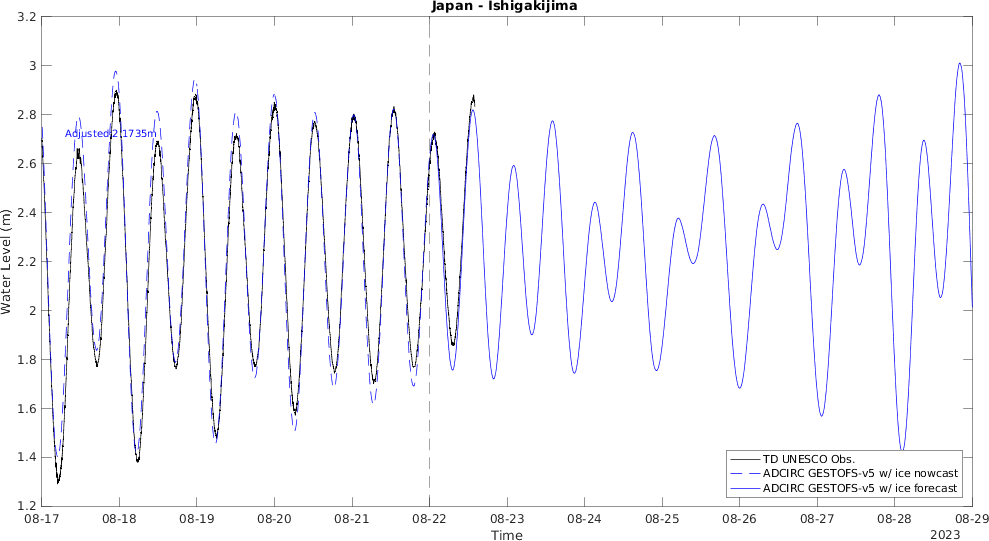 Japan - Ishigakijima
3.2
3
2.8
2.6
2.4
2.2
2
1.8
1.6
1.4
1.2
Water Level (m)
Adjusted 2.1735m
TD UNESCO Obs.
ADCIRC GESTOFS-v5 w/ ice nowcast
ADCIRC GESTOFS-v5 w/ ice forecast
08-17 08-18 08-19 08-20 08-21 08-22 08-23 08-24 08-25 08-26 08-27 08-28 08-29
Time
2023